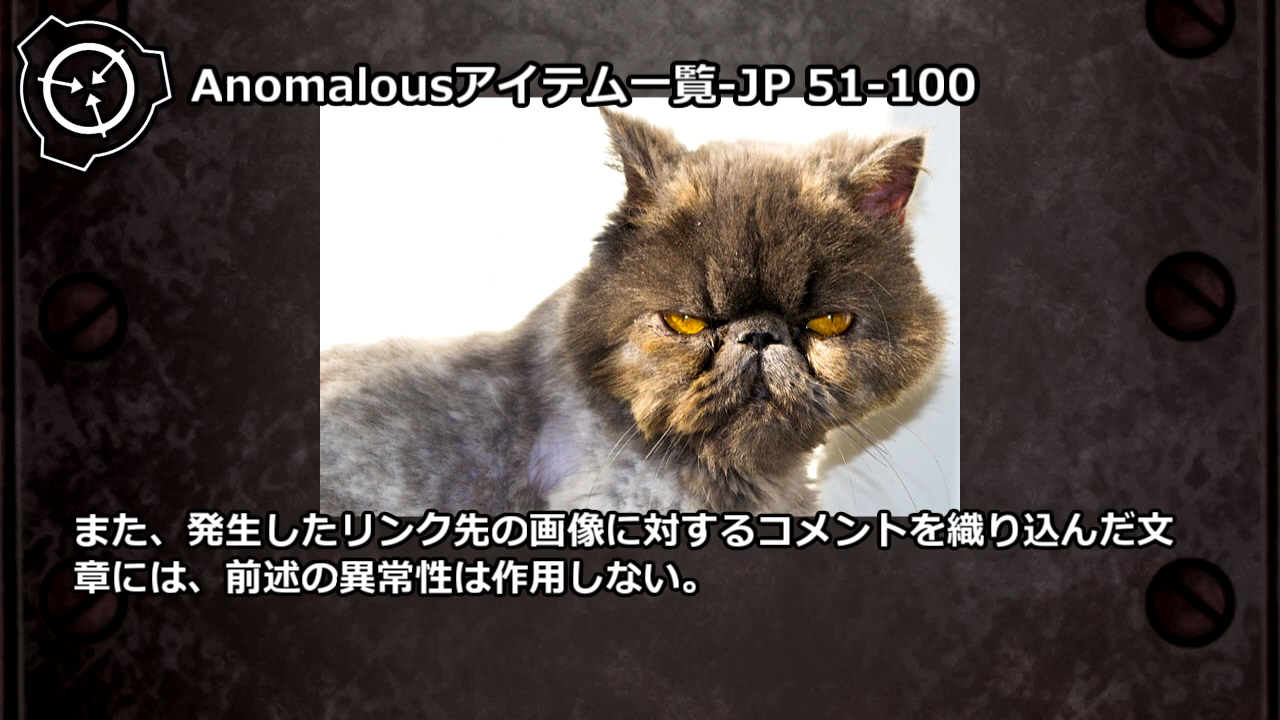 Anomalousアイテム一覧-JP 51-100
また、発生したリンク先の画像に対するコメントを織り込んだ文
章には、前述の異常性は作用しない。